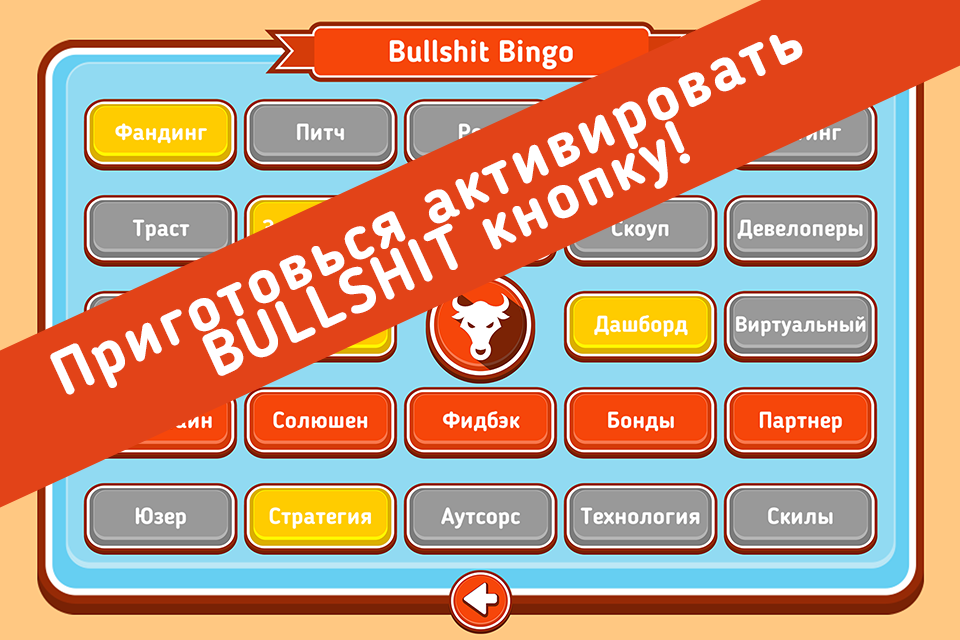 Bullshit Bingo
Фандинг Питч
Приготовься активировать
BULLSHIT кнопку!
Траст Скоуп Девелоперы
Дашборд Виртуальный
Солюшен Фидбэк Бонды Партнер
Юзер Стратегия Аутсорс Технология Скилы